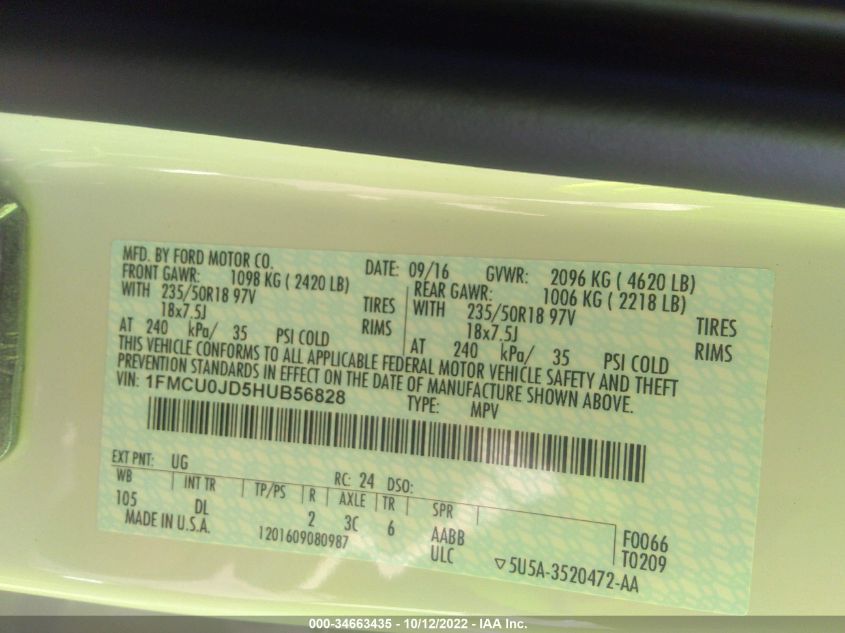 MFD. BY FORD MOTOR CO. DATE: 09/16 GVWR: 2096 KG ( 4620 LB)
FRONT GAWR: 1098 KG ( 2420 LB) REAR GAWR: 1006 KG ( 2218 LB)
WITH 235/50R18 97V TIRES WITH 235/50R18 97V TIRES
18x7.5J RIMS 18x7.5J RIMS
AT 240 kPa/ 35 PSI COLD AT 240 kPa/ 35 PSI COLD
THIS VEHICLE CONFORMS TO ALL APPLICABLE FEDERAL MOTOR VEHICLE SAFETY AND THEFT
PREVENTION STANDARDS IN EFFECT ON THE DATE OF MANUFACTURE SHOWN ABOVE.
VIN: 1FMCU0JD5HUB56828 TYPE: MPV
EXT PNT: UG RC: 24 DSO:
WB INT TR TP/PS R AXLE TR SPR
105 DL 2 3C 6 AABB F0066
MADE IN U.S.A. 1201609080987 ULC T0209
▽5U5A-3520472-AA
000-34663435 - 10/12/2022 - IAA Inc.